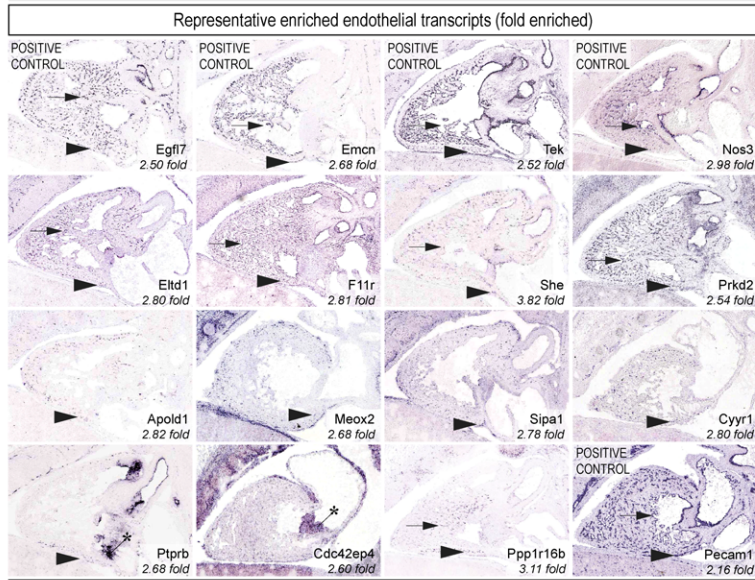 Representative enriched endothelial transcripts (fold enriched)
POSITIVE
CONTROL
Egfl7
2.50 fold
POSITIVE
CONTROL
Emcn
2.68 fold
POSITIVE
CONTROL
Tek
2.52 fold
POSITIVE
CONTROL
Nos3
2.98 fold
Eltd1
2.80 fold
F11r
2.81 fold
She
3.82 fold
Prkd2
2.54 fold
Apold1
2.82 fold
Meox2
2.68 fold
Sipa1
2.78 fold
Cyyr1
2.80 fold
*
Ptprb
2.68 fold
*
Cdc42ep4
2.60 fold
Ppp1r16b
3.11 fold
POSITIVE
CONTROL
Pecam1
2.16 fold